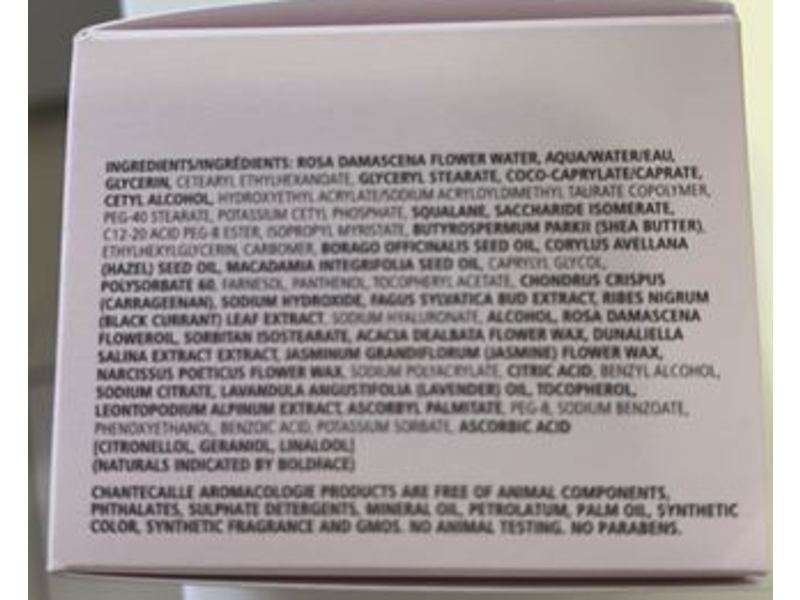 INGREDIENTS/INGRÉDIENTS: ROSA DAMASCENA FLOWER WATER, AQUA/WATER/EAU,
GLYCERIN, CETEARYL ETHYLHEXANOATE, GLYCERYL STEARATE, COCO-CAPRYLATE/CAPRATE,
CETYL ALCOHOL, HYDROXYETHYL ACRYLATE/SODIUM ACRYLOYLDIMETHYL TAURATE COPOLYMER,
PEG-40 STEARATE, POTASSIUM CETYL PHOSPHATE, SQUALANE, SACCHARIDE ISOMERATE,
C12-20 ACID PEG-8 ESTER, ISOPROPYL MYRISTATE, BUTYROSPERMUM PARKII (SHEA BUTTER),
ETHYLHEXYLGLYCERIN, CARBOMER, BORAGO OFFICINALIS SEED OIL, CORYLUS AVELLANA
(HAZEL) SEED OIL, MACADAMIA INTEGRIFOLIA SEED OIL, CAPRYLYL GLYCOL,
POLYSORBATE 60, FARNESOL, PANTHENOL, TOCOPHERYL ACETATE, CHONDRUS CRISPUS
(CARRAGEENAN), SODIUM HYDROXIDE, FAGUS SYLVATICA BUD EXTRACT, RIBES NIGRUM
(BLACK CURRANT) LEAF EXTRACT, SODIUM HYALURONATE, ALCOHOL, ROSA DAMASCENA
FLOWEROIL, SORBITAN ISOSTEARATE, ACACIA DEALBATA FLOWER WAX, DUNALIELLA
SALINA EXTRACT EXTRACT, JASMINUM GRANDIFLORUM (JASMINE) FLOWER WAX,
NARCISSUS POETICUS FLOWER WAX, SODIUM POLYACRYLATE, CITRIC ACID, BENZYL ALCOHOL,
SODIUM CITRATE, LAVANDULA ANGUSTIFOLIA (LAVENDER) OIL, TOCOPHEROL,
LEONTOPODIUM ALPINUM EXTRACT, ASCORBYL PALMITATE, PEG-8, SODIUM BENZOATE,
PHENOXYETHANOL, BENZOIC ACID, POTASSIUM SORBATE, ASCORBIC ACID
[CITRONELLOL, GERANIOL, LINALOOL]
(NATURALS INDICATED BY BOLDFACE)
CHANTECAILLE AROMACOLOGIE PRODUCTS ARE FREE OF ANIMAL COMPONENTS,
PHTHALATES, SULPHATE DETERGENTS, MINERAL OIL, PETROLATUM, PALM OIL, SYNTHETIC
COLOR, SYNTHETIC FRAGRANCE AND GMOS. NO ANIMAL TESTING. NO PARABENS.